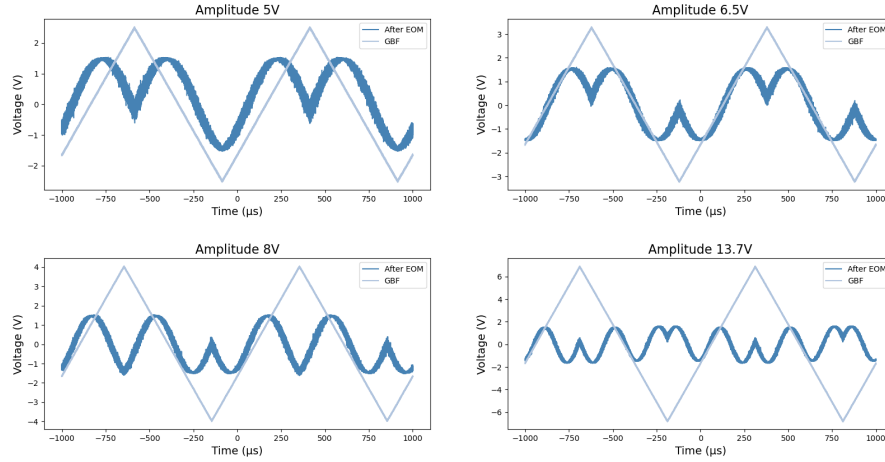 Amplitude 5V
Voltage (V)
2
1
0
−1
−2
After EOM
GBF
−1000 −750 −500 −250 0 250 500 750 1000
Time (μs)
Amplitude 6.5V
Voltage (V)
3
2
1
0
−1
−2
−3
After EOM
GBF
−1000 −750 −500 −250 0 250 500 750 1000
Time (μs)
Amplitude 8V
Voltage (V)
4
3
2
1
0
−1
−2
−3
−4
After EOM
GBF
−1000 −750 −500 −250 0 250 500 750 1000
Time (μs)
Amplitude 13.7V
Voltage (V)
6
4
2
0
−2
−4
−6
After EOM
GBF
−1000 −750 −500 −250 0 250 500 750 1000
Time (μs)